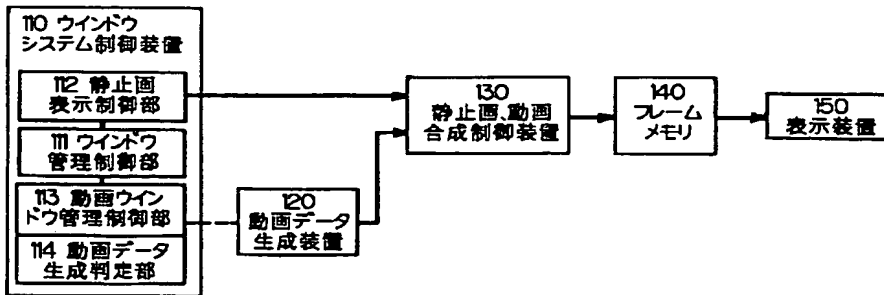 110 ウインドウ
システム制御装置
112 静止画
表示制御部
111 ウインドウ
管理制御部
113 動画ウイン
ドウ管理制御部
114 動画データ
生成判定部
120
動画データ
生成装置
130
静止画、動画
合成制御装置
140
フレーム
メモリ
150
表示装置